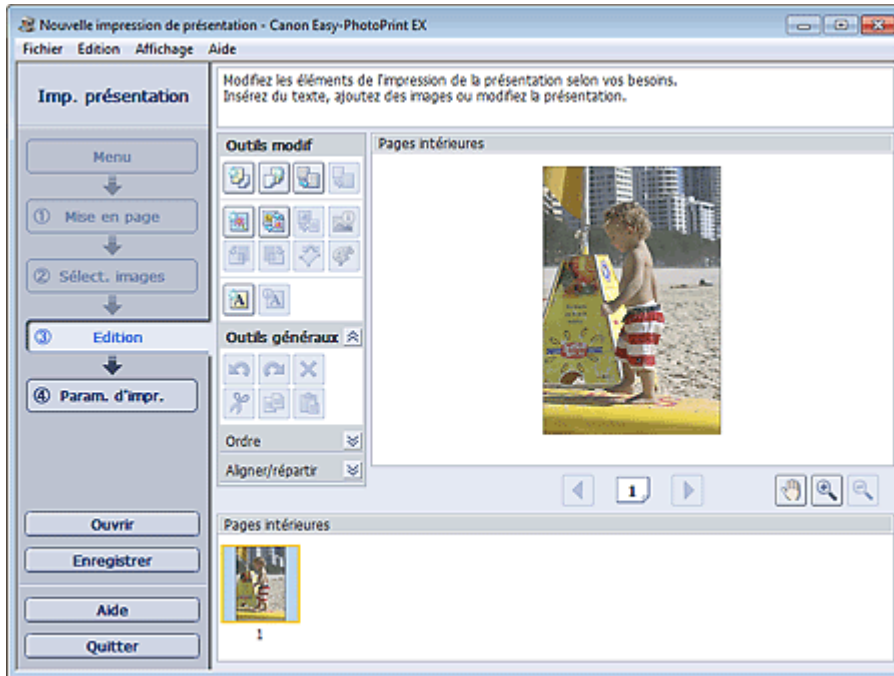 Nouvelle impression de présentation - Canon Easy-PhotoPrint EX
Fichier Edition Affichage Aide
Imp. présentation
Modifiez les éléments de l'impression de la présentation selon vos besoins.
Insérez du texte, ajoutez des images ou modifiez la présentation.
Menu
① Mise en page
② Sélect. images
③ Edition
④ Param. d'impr.
Ouvrir
Enregistrer
Aide
Quitter
Outils modif
Outils généraux
Ordre
Aligner/répartir
Pages intérieures
1
Pages intérieures
1